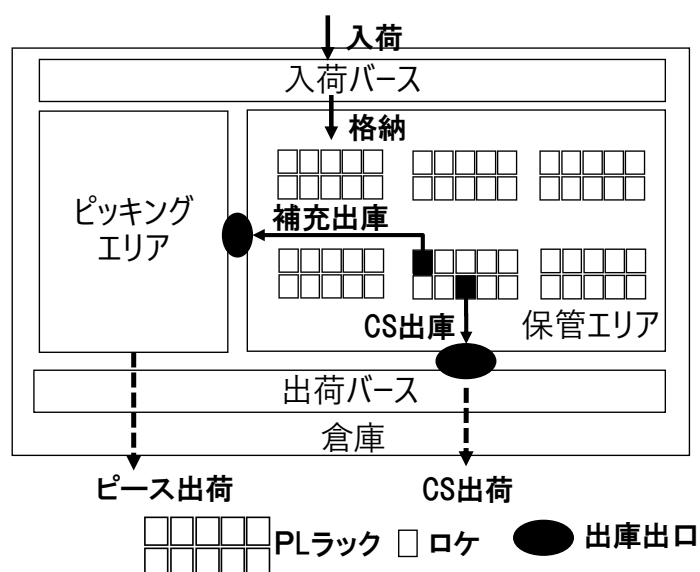 入荷
入荷バース
格納
ピッキング
エリア
補充出庫
CS出庫
保管エリア
出荷バース
倉庫
ピース出荷
CS出荷
PLラック
ロケ
出庫出口